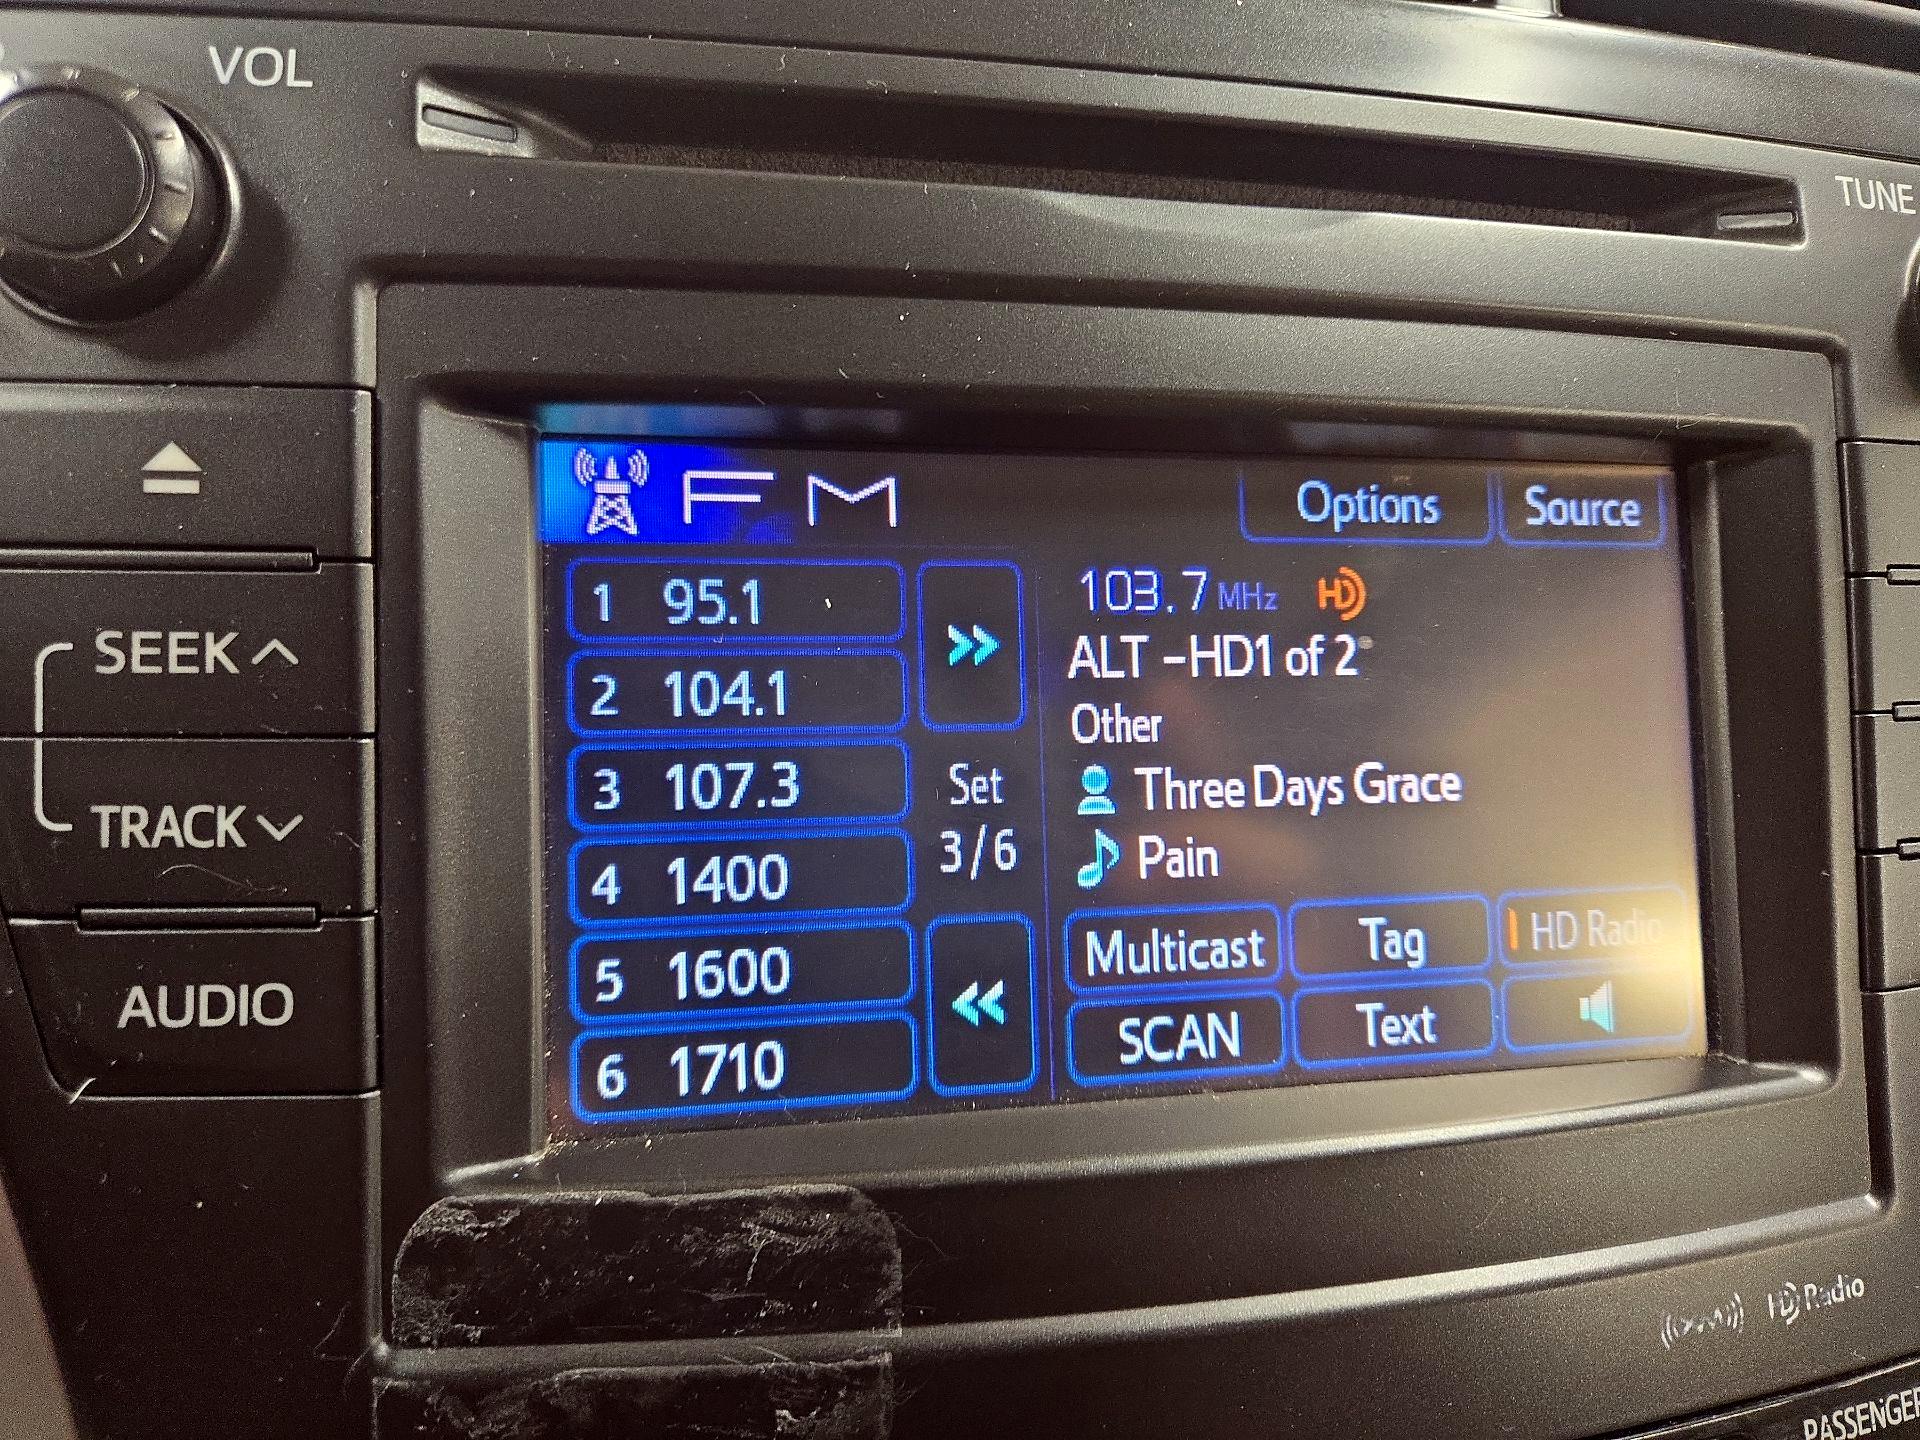 VOL
TUNE
FM
Options
Source
1 95.1
2 104.1
3 107.3
4 1400
5 1600
6 1710
Set
3/6
103.7 MHz HD
ALT -HD1 of 2
Other
Three Days Grace
Pain
Multicast
Tag
HD Radio
SCAN
Text
SEEK
TRACK
AUDIO
HD Radio
PASSENGER